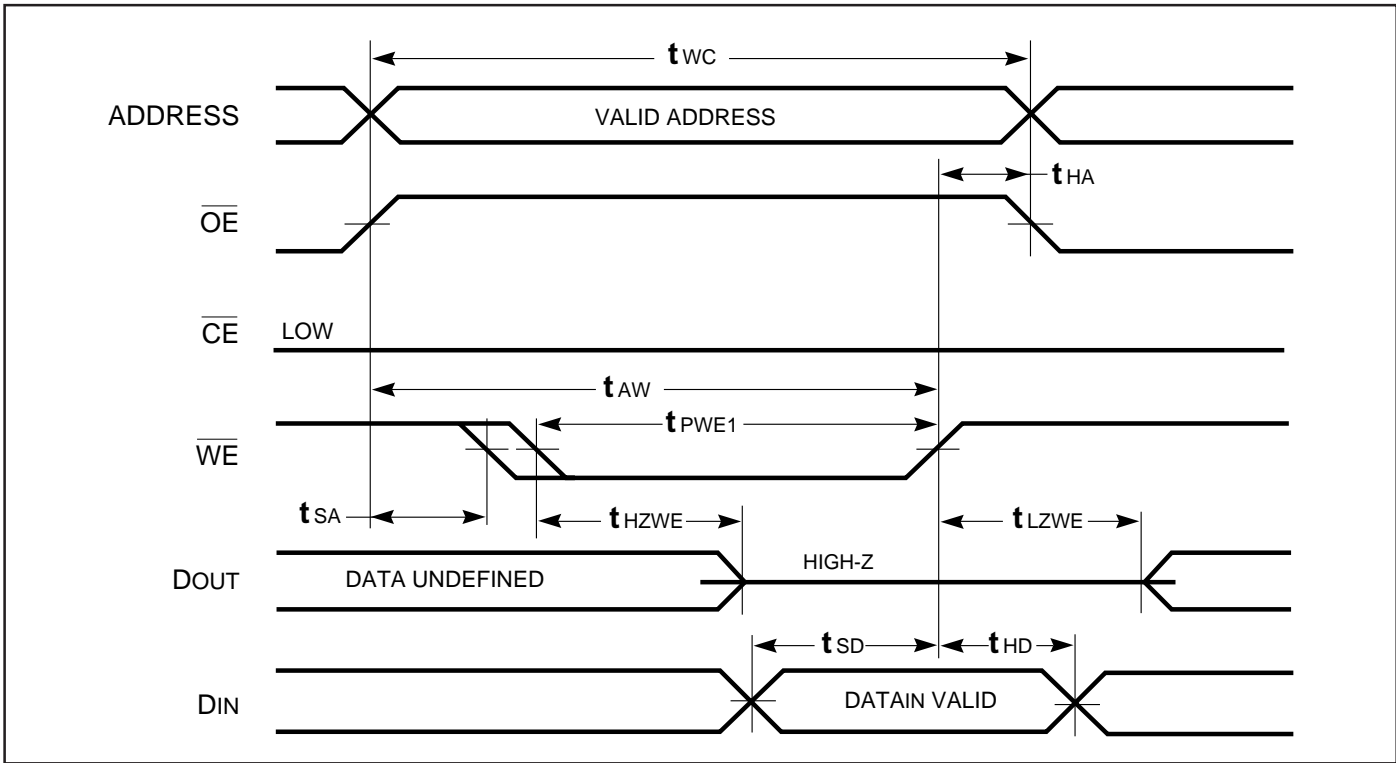 tWC
ADDRESS
VALID ADDRESS
tHA
OE
CE
LOW
tAW
tPWE1
WE
tSA
tHZWE
tLZWE
DOUT
DATA UNDEFINED
HIGH-Z
tSD
tHD
DIN
DATAIN VALID